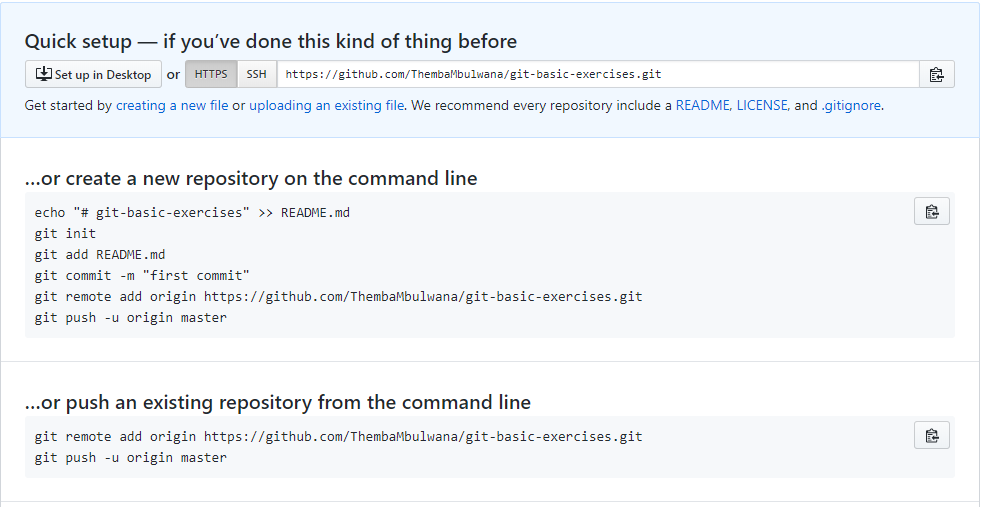 Quick setup — if you’ve done this kind of thing before
Set up in Desktop or HTTPS SSH https://github.com/ThembaMbulwana/git-basic-exercises.git
Get started by creating a new file or uploading an existing file. We recommend every repository include a README, LICENSE, and .gitignore.
…or create a new repository on the command line
echo "# git-basic-exercises" >> README.md
git init
git add README.md
git commit -m "first commit"
git remote add origin https://github.com/ThembaMbulwana/git-basic-exercises.git
git push -u origin master
…or push an existing repository from the command line
git remote add origin https://github.com/ThembaMbulwana/git-basic-exercises.git
git push -u origin master